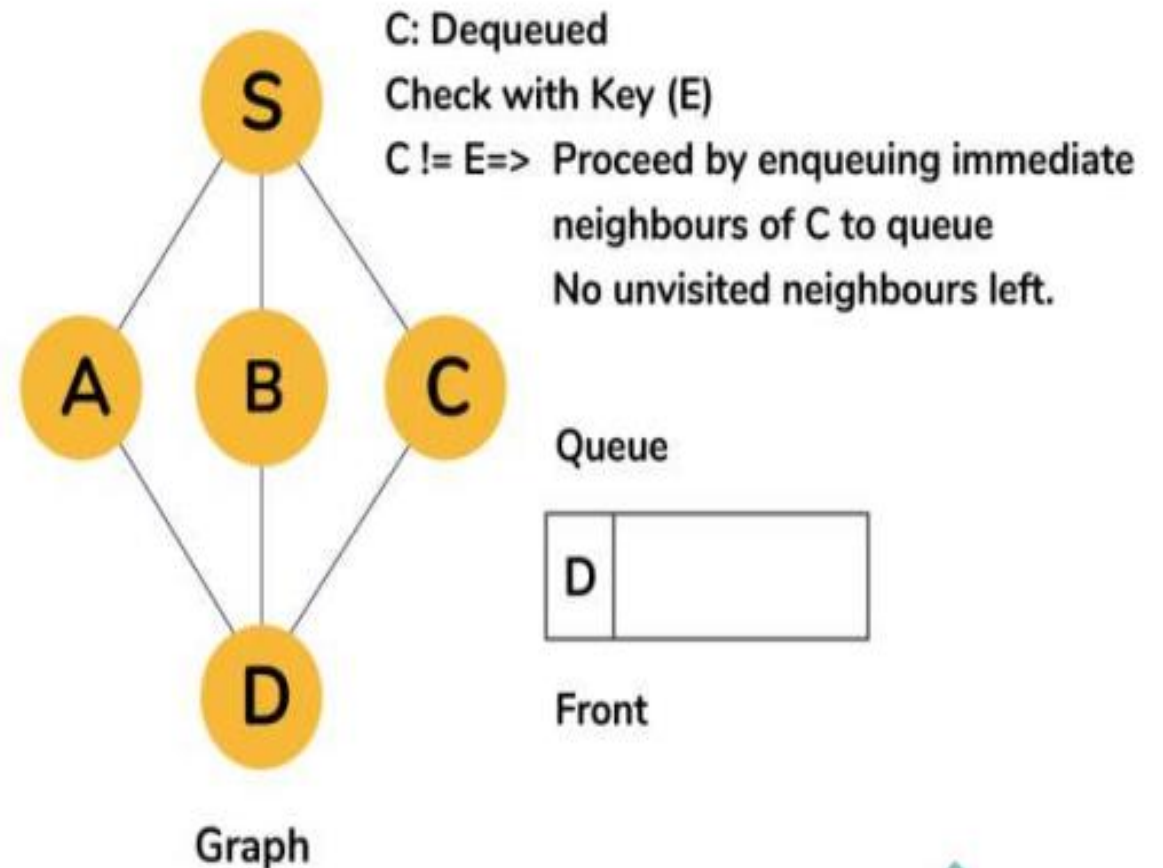 S
C: Dequeued
Check with Key (E)
C != E=> Proceed by enqueuing immediate
neighbours of C to queue
No unvisited neighbours left.
A B C
Queue
D
D
Front
Graph